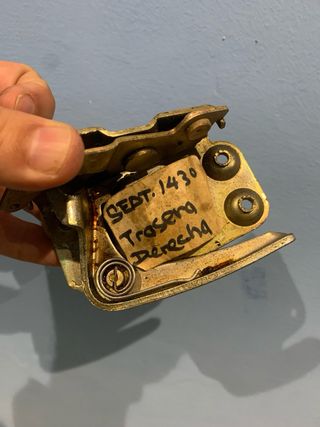 SEAT. 1430
Trasera
Derecha